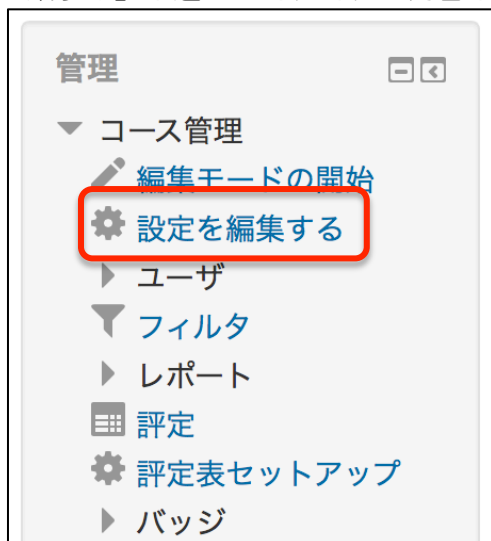 管理
コース管理
編集モードの開始
設定を編集する
ユーザ
フィルタ
レポート
評定
評定表セットアップ
バッジ